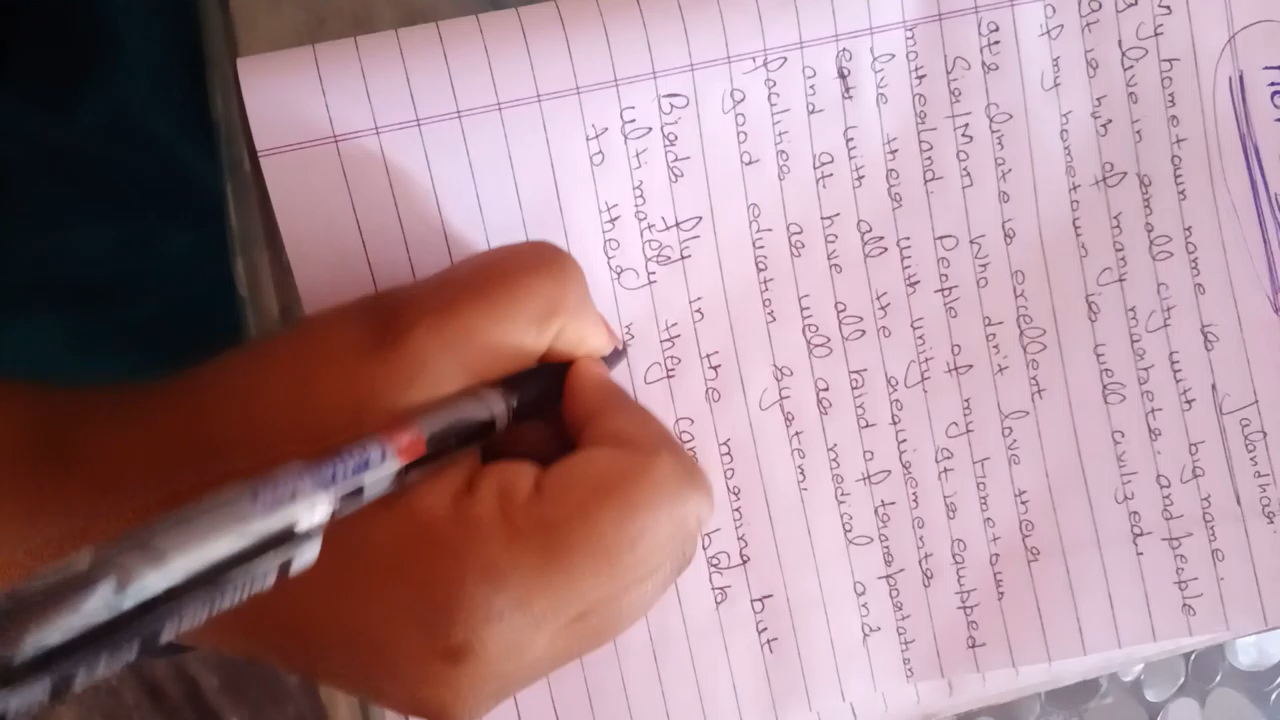 My hometown name is Jalandhar.
I live in small city with big name.
It is hub of many markets. and people
of my hometown is well civilized.
Its climate is excellent
Sir/Mam who don't love their
motherland. People of my hometown
live their with unity. It is equipped
with all the requirements
and It have all kind of transportation
facilities as well as medical and
good education system.
Birds fly in the morning but
ultimately they back
to their